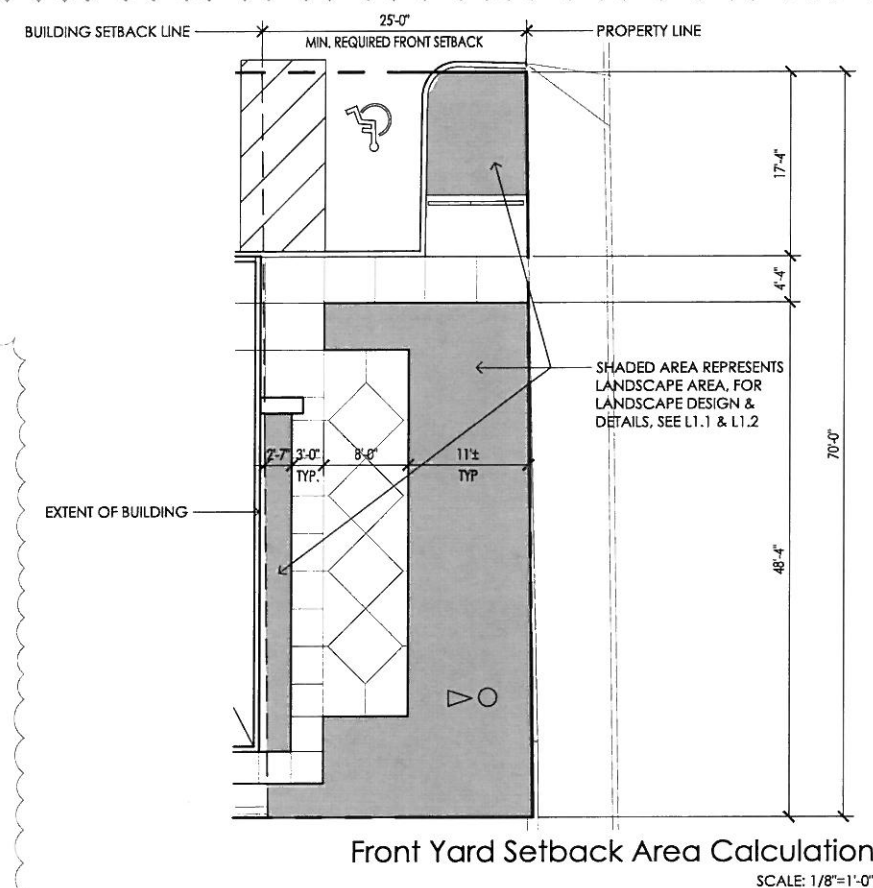 25'-0"
BUILDING SETBACK LINE
MIN. REQUIRED FRONT SETBACK
PROPERTY LINE
17'-4"
4'-4"
SHADED AREA REPRESENTS
LANDSCAPE AREA, FOR
LANDSCAPE DESIGN &
DETAILS, SEE L1.1 & L1.2
70'-0"
2'-7"
3'-0"
TYP.
8'-0"
11'±
TYP
EXTENT OF BUILDING
48'-4"
Front Yard Setback Area Calculation
SCALE: 1/8"=1'-0"